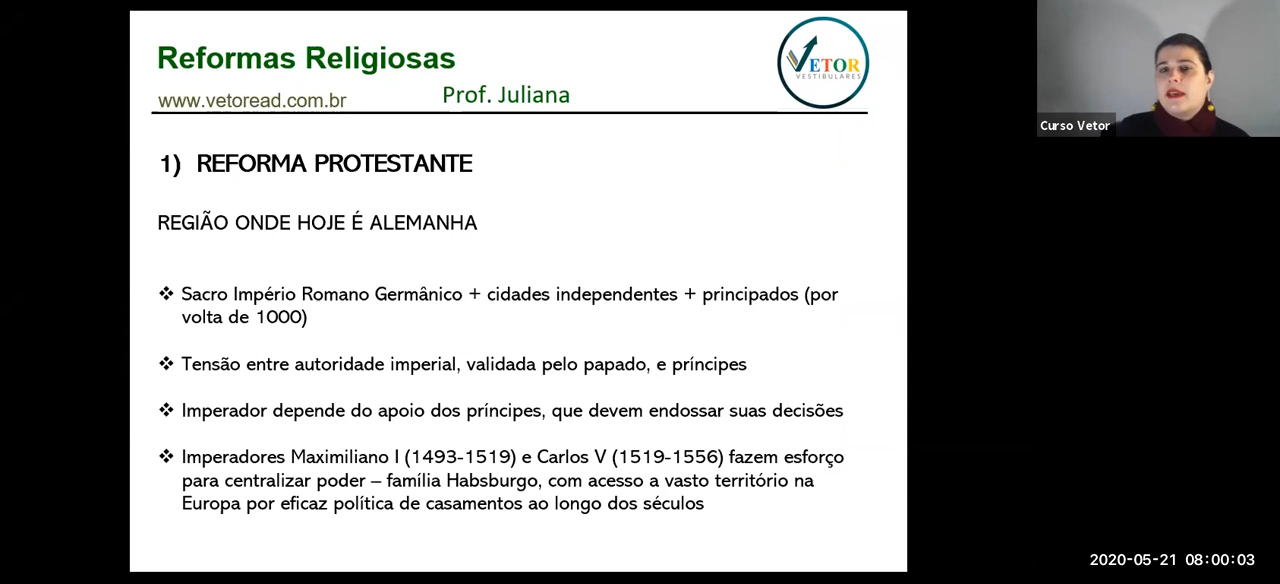 Reformas Religiosas
VETOR
VESTIBULARES
www.vetoread.com.br
Prof. Juliana
Curso Vetor
1) REFORMA PROTESTANTE
REGIÃO ONDE HOJE É ALEMANHA
❖ Sacro Império Romano Germânico + cidades independentes + principados (por
volta de 1000)
❖ Tensão entre autoridade imperial, validada pelo papado, e príncipes
❖ Imperador depende do apoio dos príncipes, que devem endossar suas decisões
❖ Imperadores Maximiliano I (1493-1519) e Carlos V (1519-1556) fazem esforço
para centralizar poder – família Habsburgo, com acesso a vasto território na
Europa por eficaz política de casamentos ao longo dos séculos
2020-05-21 08:00:03